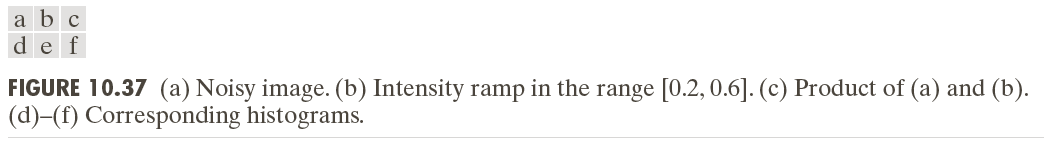 a b c
d e f
FIGURE 10.37 (a) Noisy image. (b) Intensity ramp in the range [0.2, 0.6]. (c) Product of (a) and (b).
(d)–(f) Corresponding histograms.